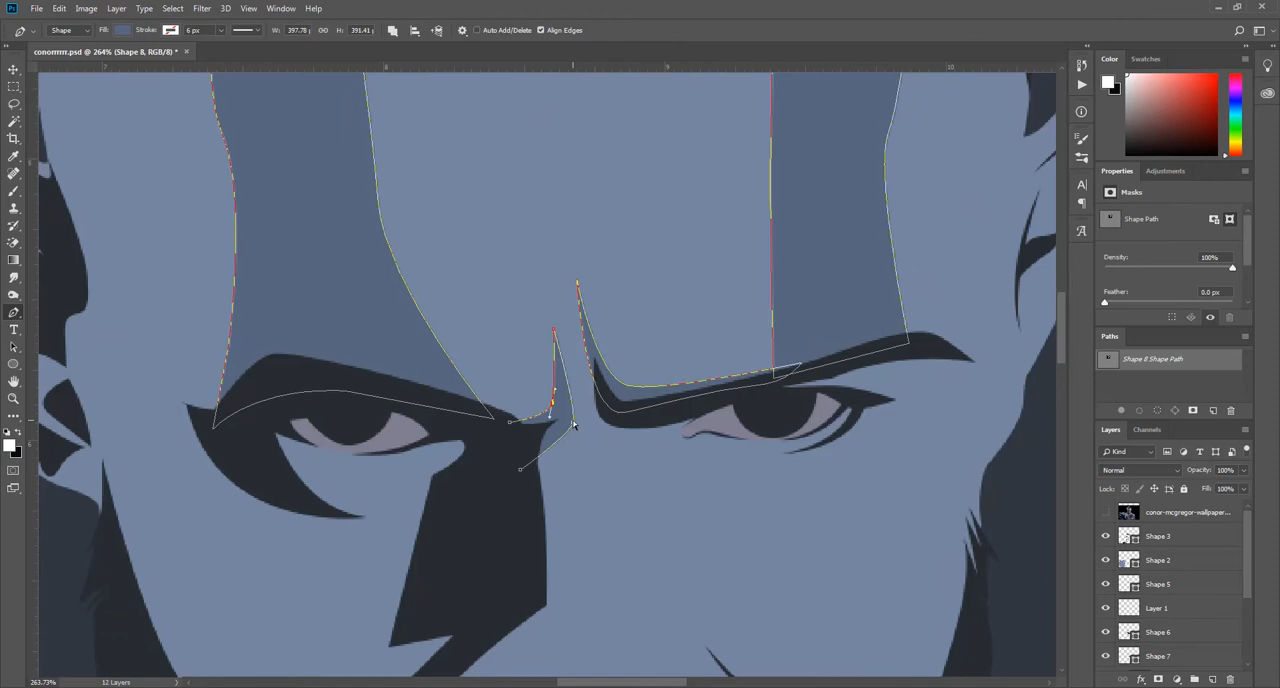 Ps File Edit Image Layer Type Select Filter 3D View Window Help
Shape Fill: Stroke: 6 px W: 397.78 H: 391.41 Auto Add/Delete Align Edges
conorrrrrr.psd @ 264% (Shape 8, RGB/8) * ×
7 8 9 10
Color Swatches
Properties Adjustments
Masks
Shape Path
Density: 100%
Feather: 0.0 px
Paths
Shape 8 Shape Path
Layers Channels
Kind
Normal Opacity: 100%
Lock: Fill: 100%
conor-mcgregor-wallpaper...
Shape 3
Shape 2
Shape 5
Layer 1
Shape 6
Shape 7
263.73% 12 Layers